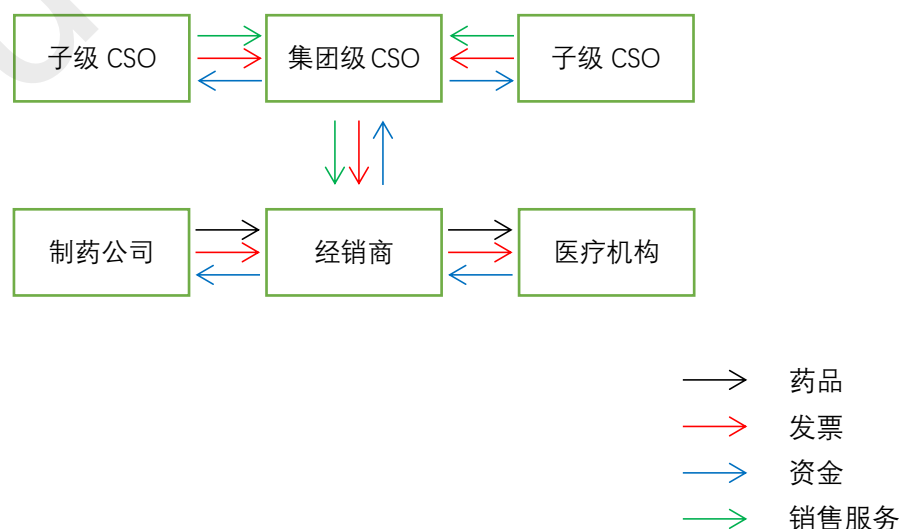 子级 CSO
集团级 CSO
子级 CSO
制药公司
经销商
医疗机构
药品
发票
资金
销售服务